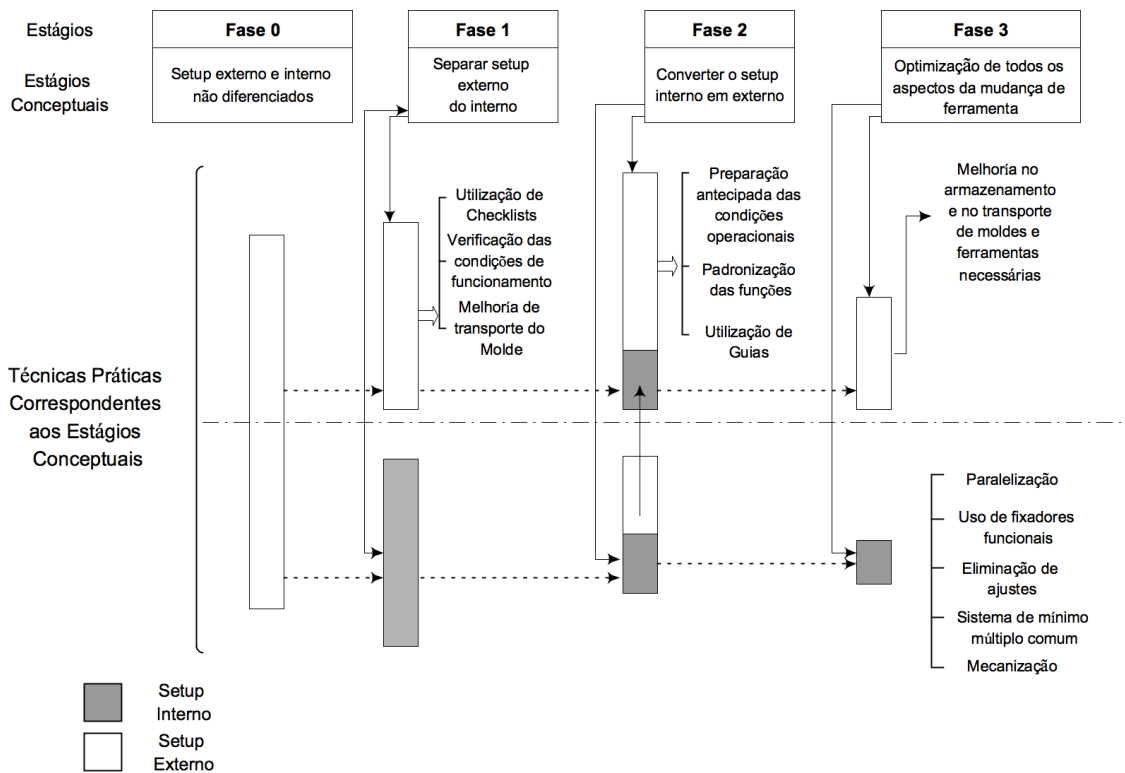 Estágios
Fase 0
Fase 1
Fase 2
Fase 3
Estágios
Conceptuais
Setup externo e interno
não diferenciados
Separar setup
externo
do interno
Converter o setup
interno em externo
Optimização de todos os
aspectos da mudança de
ferramenta
Utilização de
Checklists
Verificação das
condições de
funcionamento
Melhoría de
transporte do
Molde
Preparação
antecipada das
condições
operacionais
Padronização
das funções
Utilização de
Guias
Melhoría no
armazenamento
e no transporte
de moldes e
ferramentas
necessárias
Técnicas Práticas
Correspondentes
aos Estágios
Conceptuais
Paralelização
Uso de fixadores
funcionais
Eliminação de
ajustes
Sistema de mínimo
múltiplo comum
Mecanização
Setup
Interno
Setup
Externo